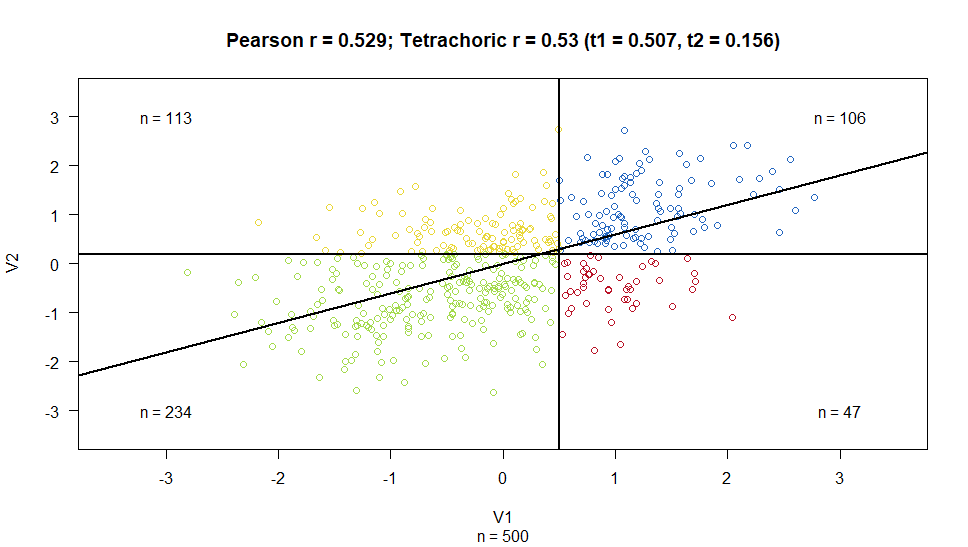 Pearson r = 0.529; Tetrachoric r = 0.53 (t1 = 0.507, t2 = 0.156)
n = 113
n = 106
3
2
1
0
-1
-2
-3
V2
n = 234
n = 47
-3 -2 -1 0 1 2 3
V1
n = 500